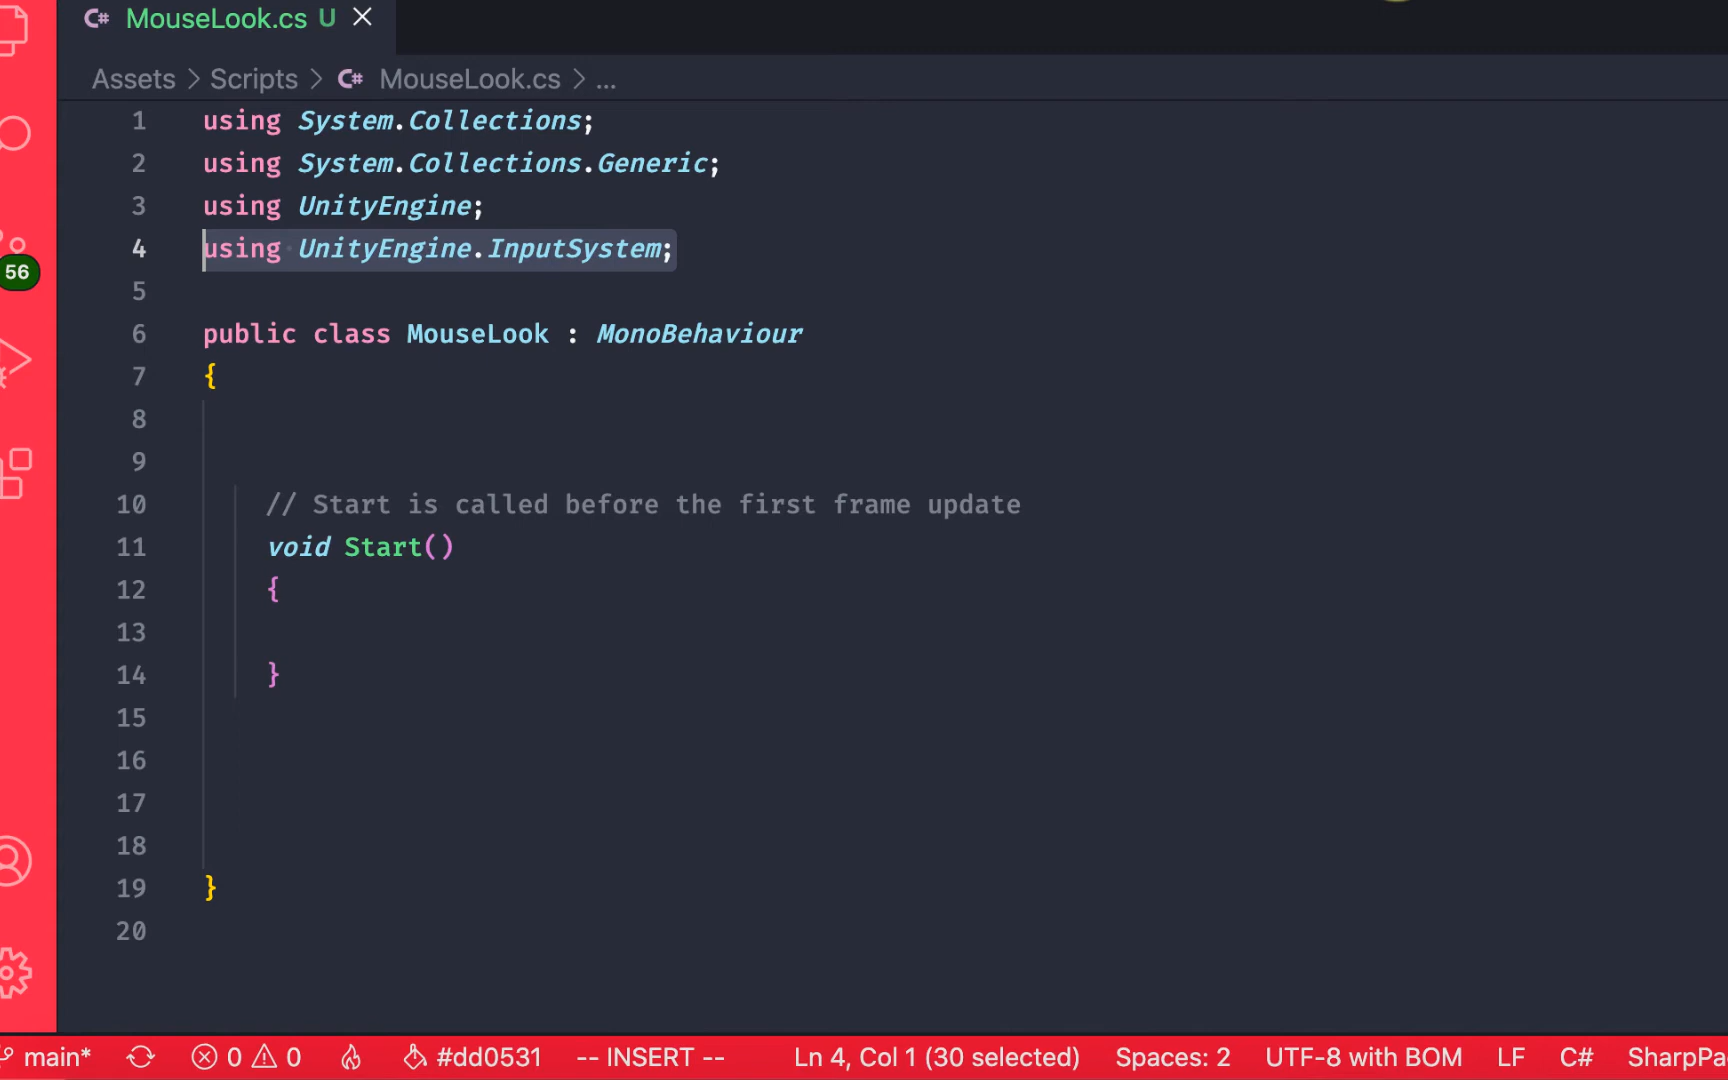 C# MouseLook.cs U
Assets > Scripts > C# MouseLook.cs > ...
1 using System.Collections;
2 using System.Collections.Generic;
3 using UnityEngine;
4 using UnityEngine.InputSystem;
5
6 public class MouseLook : MonoBehaviour
7 {
8
9
10 // Start is called before the first frame update
11 void Start()
12 {
13
14 }
15
16
17
18
19 }
20
56
main* 0 0 #dd0531 -- INSERT -- Ln 4, Col 1 (30 selected) Spaces: 2 UTF-8 with BOM LF C# SharpPa